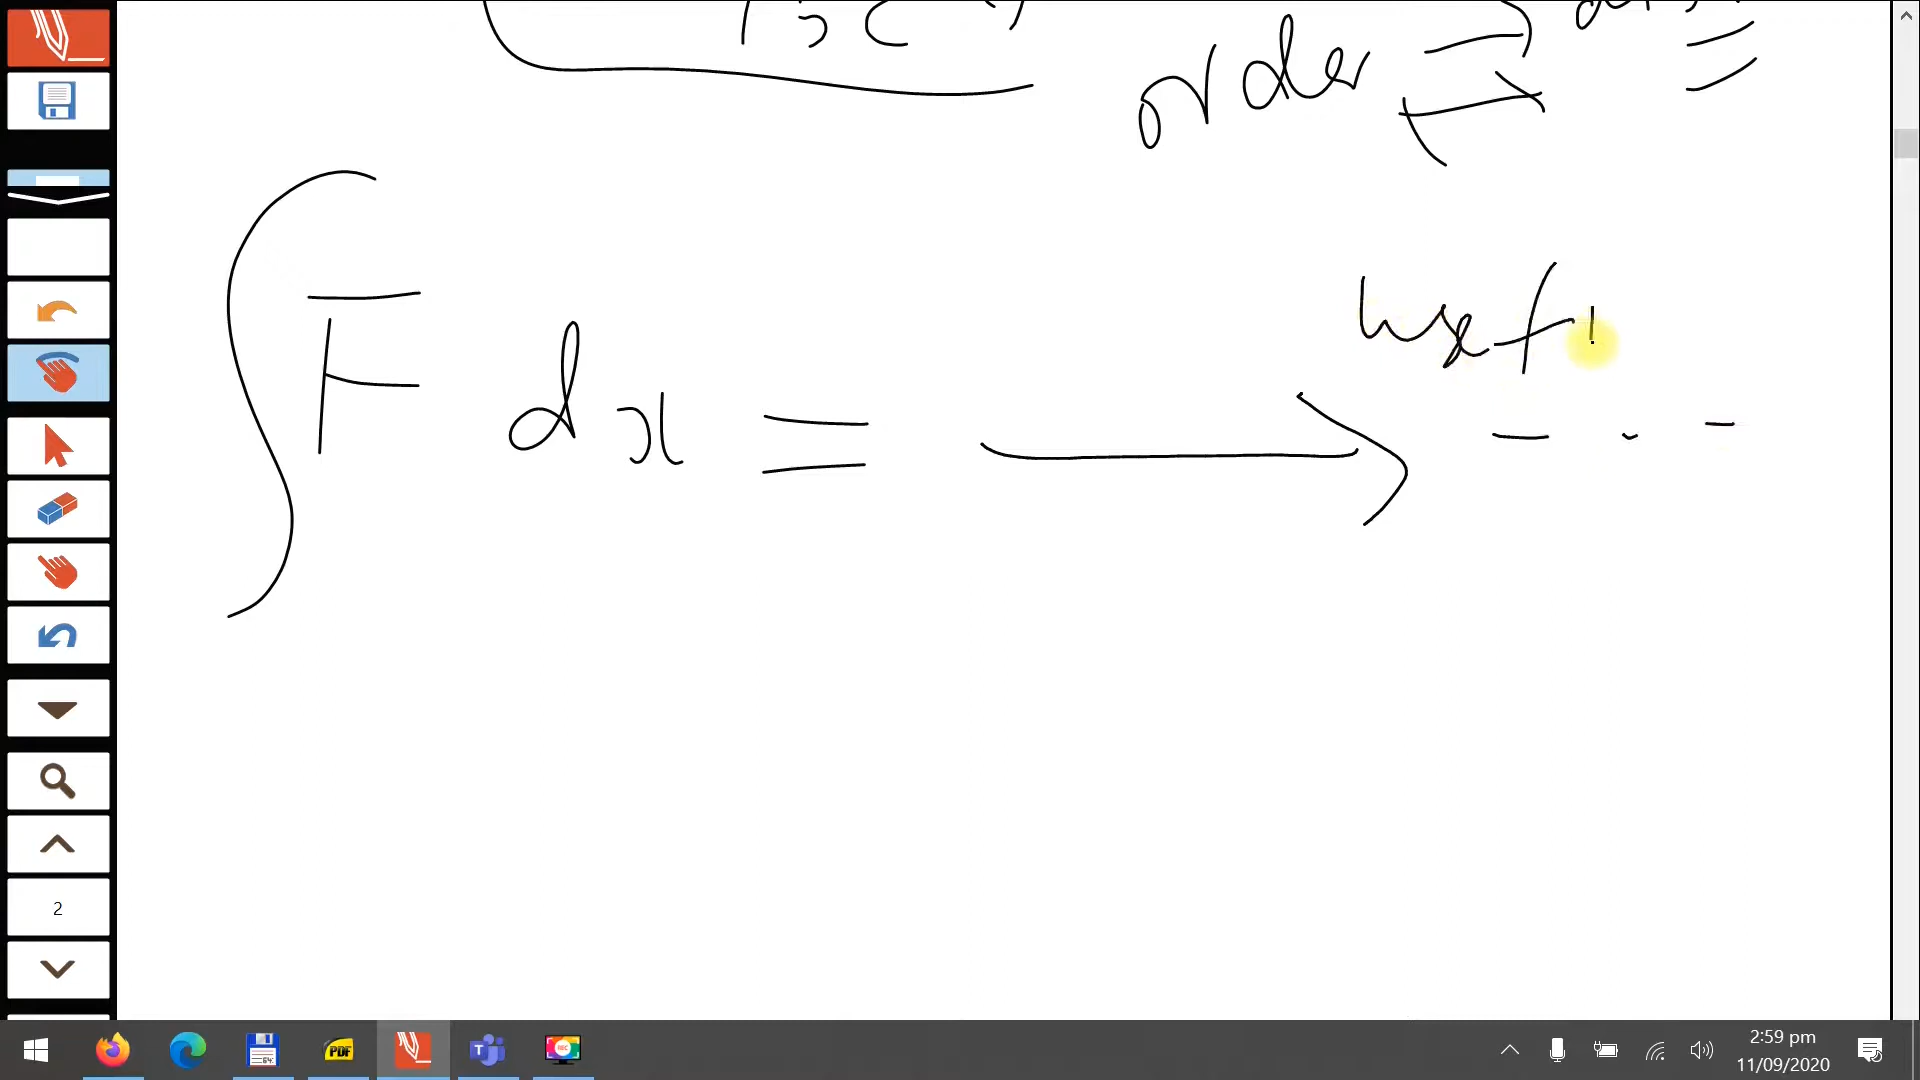 order
∫ F dx = → - . -
usef
2
2:59 pm
11/09/2020